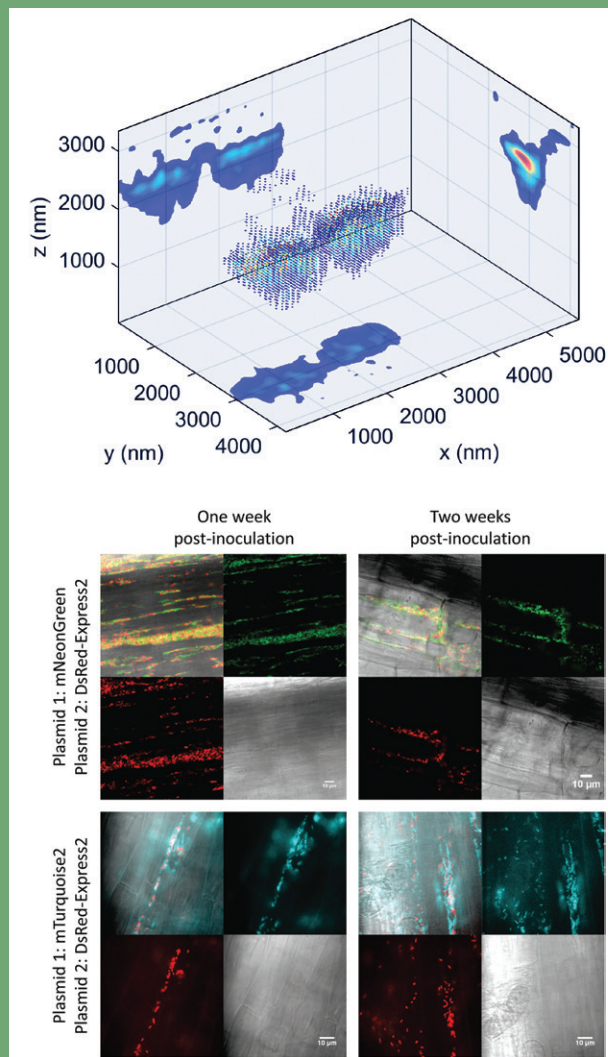 3000
2000
1000
z (nm)
1000
2000
3000
4000
y (nm)
5000
4000
3000
2000
1000
x (nm)
One week
post-inoculation
Two weeks
post-inoculation
Plasmid 1: mNeonGreen
Plasmid 2: DsRed-Express2
10 µm
10 µm
Plasmid 1: mTurquoise2
Plasmid 2: DsRed-Express2
10 µm
10 µm